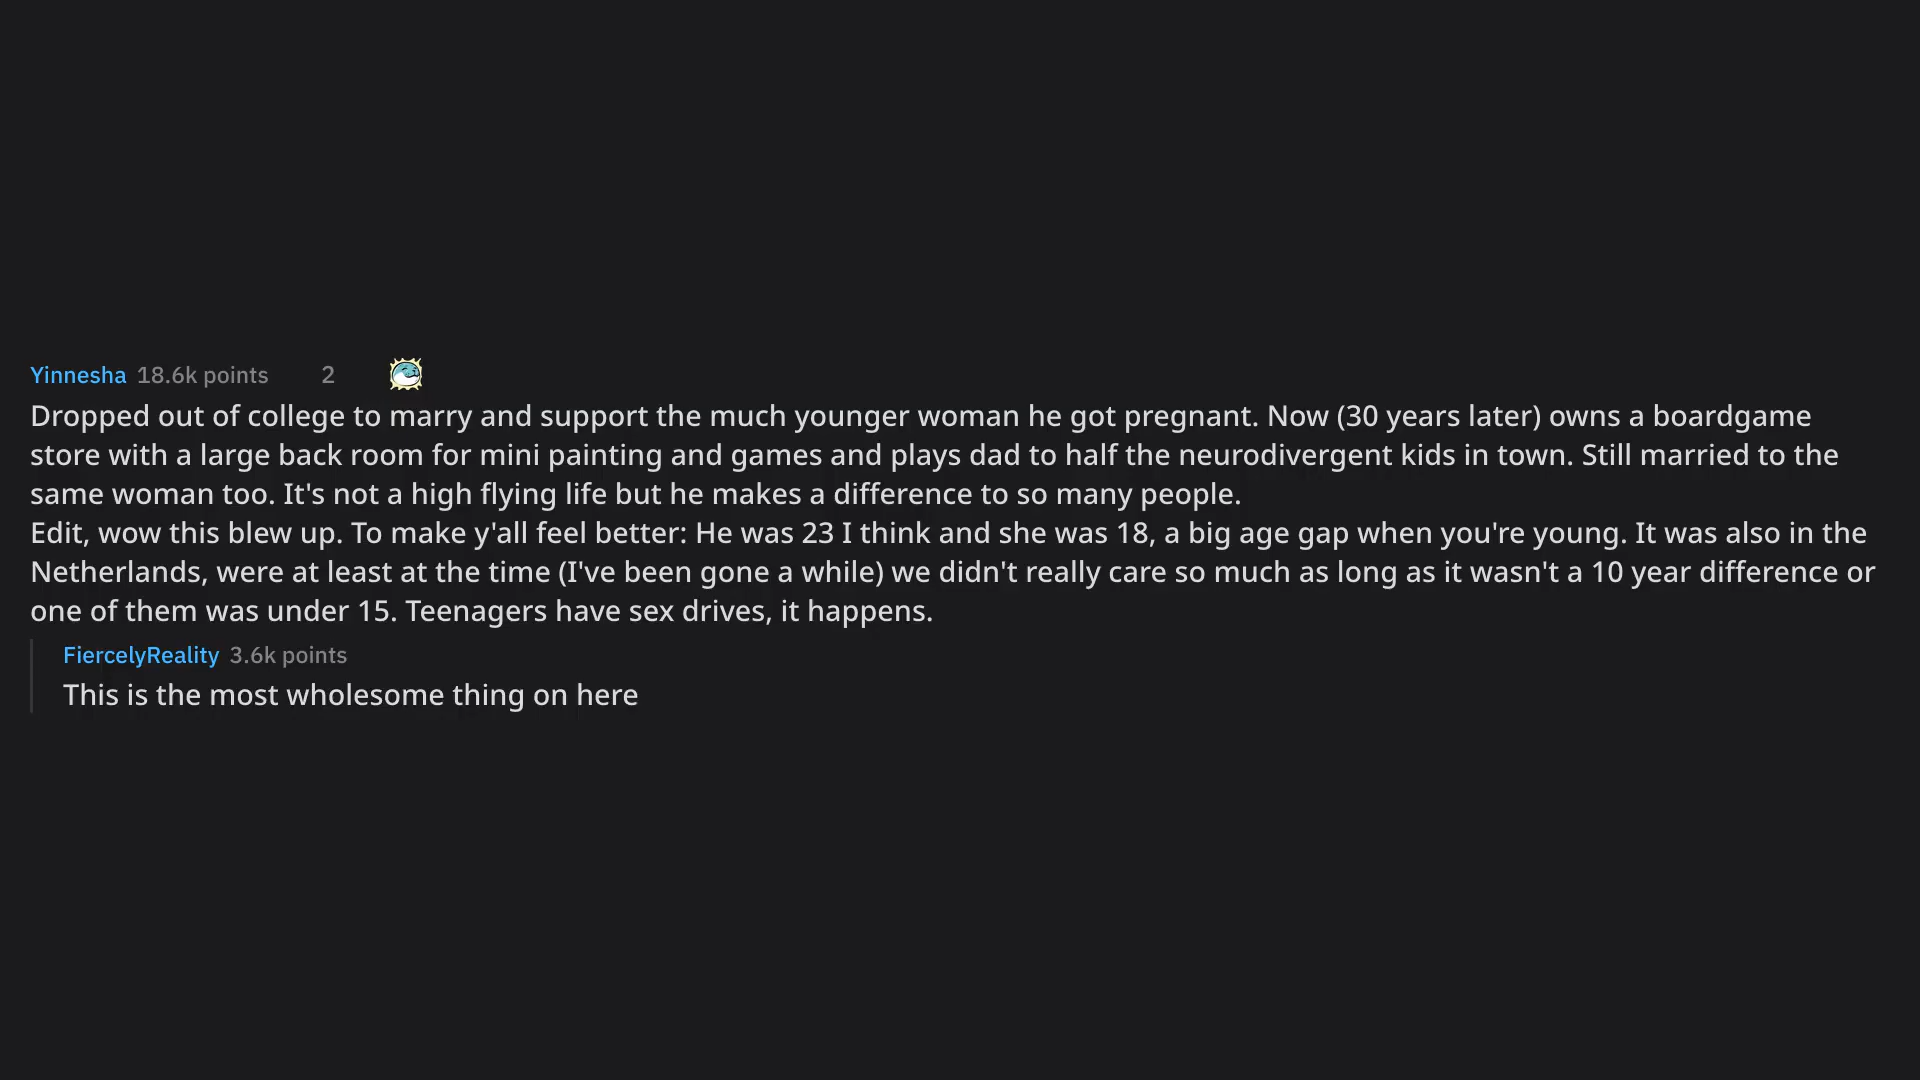 Yinnesha 18.6k points 2
Dropped out of college to marry and support the much younger woman he got pregnant. Now (30 years later) owns a boardgame
store with a large back room for mini painting and games and plays dad to half the neurodivergent kids in town. Still married to the
same woman too. It's not a high flying life but he makes a difference to so many people.
Edit, wow this blew up. To make y'all feel better: He was 23 I think and she was 18, a big age gap when you're young. It was also in the
Netherlands, were at least at the time (I've been gone a while) we didn't really care so much as long as it wasn't a 10 year difference or
one of them was under 15. Teenagers have sex drives, it happens.
FiercelyReality 3.6k points
This is the most wholesome thing on here